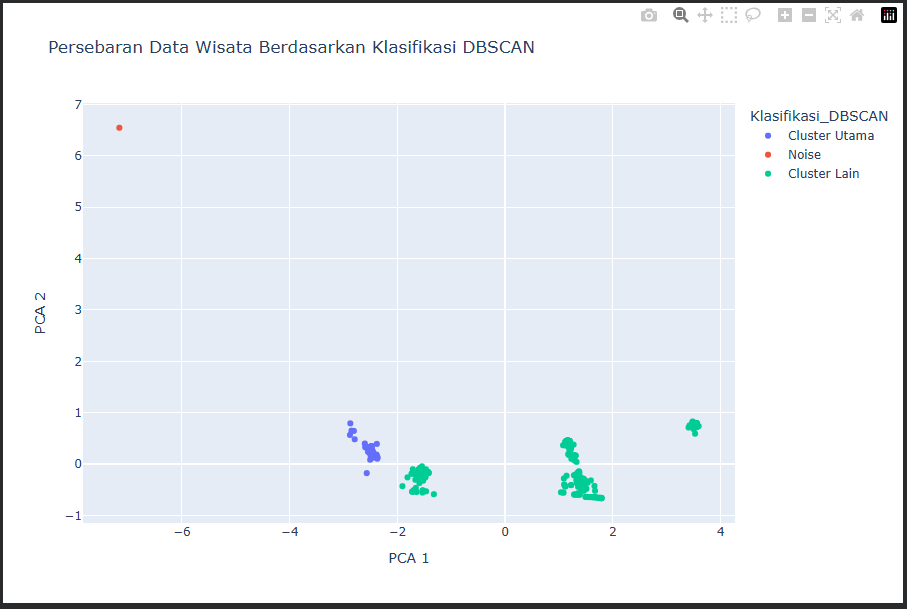 Persebaran Data Wisata Berdasarkan Klasifikasi DBSCAN
Klasifikasi_DBSCAN
Cluster Utama
Noise
Cluster Lain
PCA 2
7
6
5
4
3
2
1
0
−1
−6
−4
−2
0
2
4
PCA 1